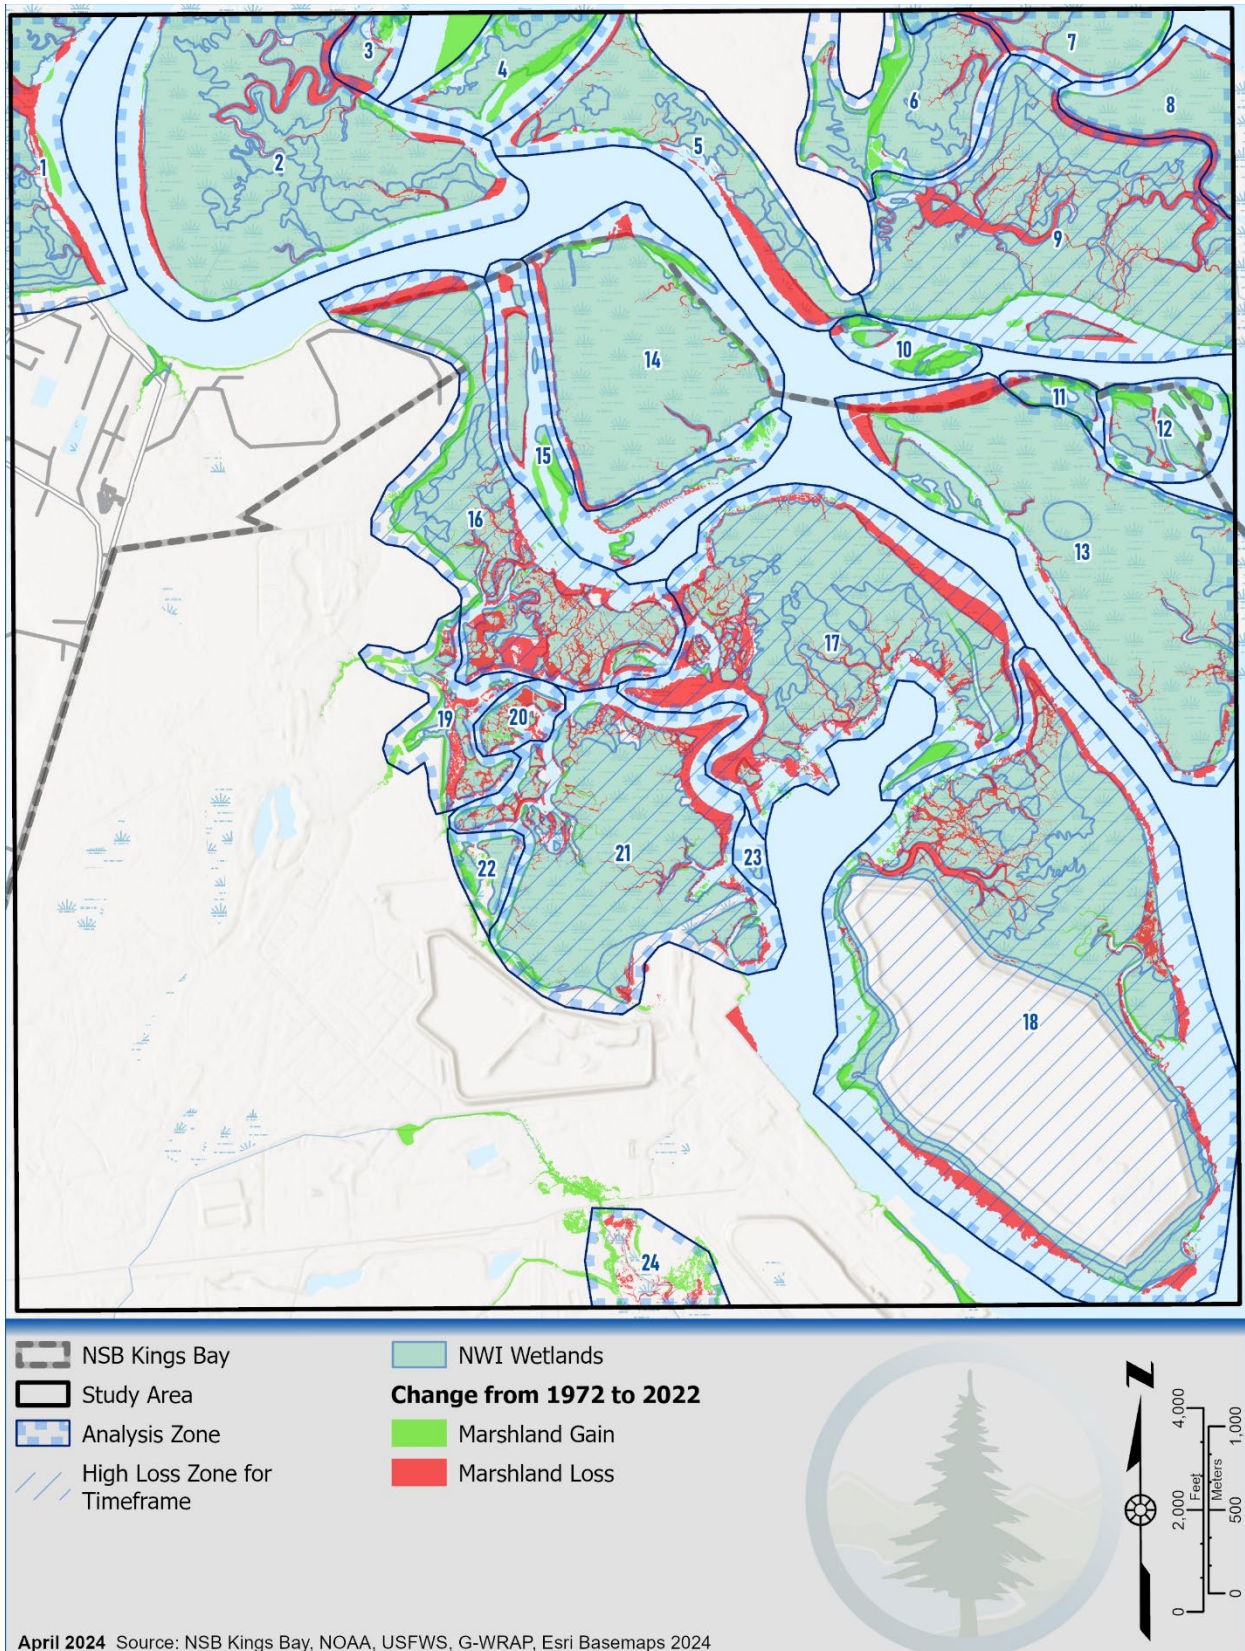 3
7
4
6
8
5
1
2
9
10
14
11
12
15
16
13
17
19
20
21
23
22
18
24
NSB Kings Bay
Study Area
Analysis Zone
High Loss Zone for
Timeframe
NWI Wetlands
Change from 1972 to 2022
Marshland Gain
Marshland Loss
N
4,000
2,000
0
Feet
Meters
1,000
500
0
April 2024 Source: NSB Kings Bay, NOAA, USFWS, G-WRAP, Esri Basemaps 2024